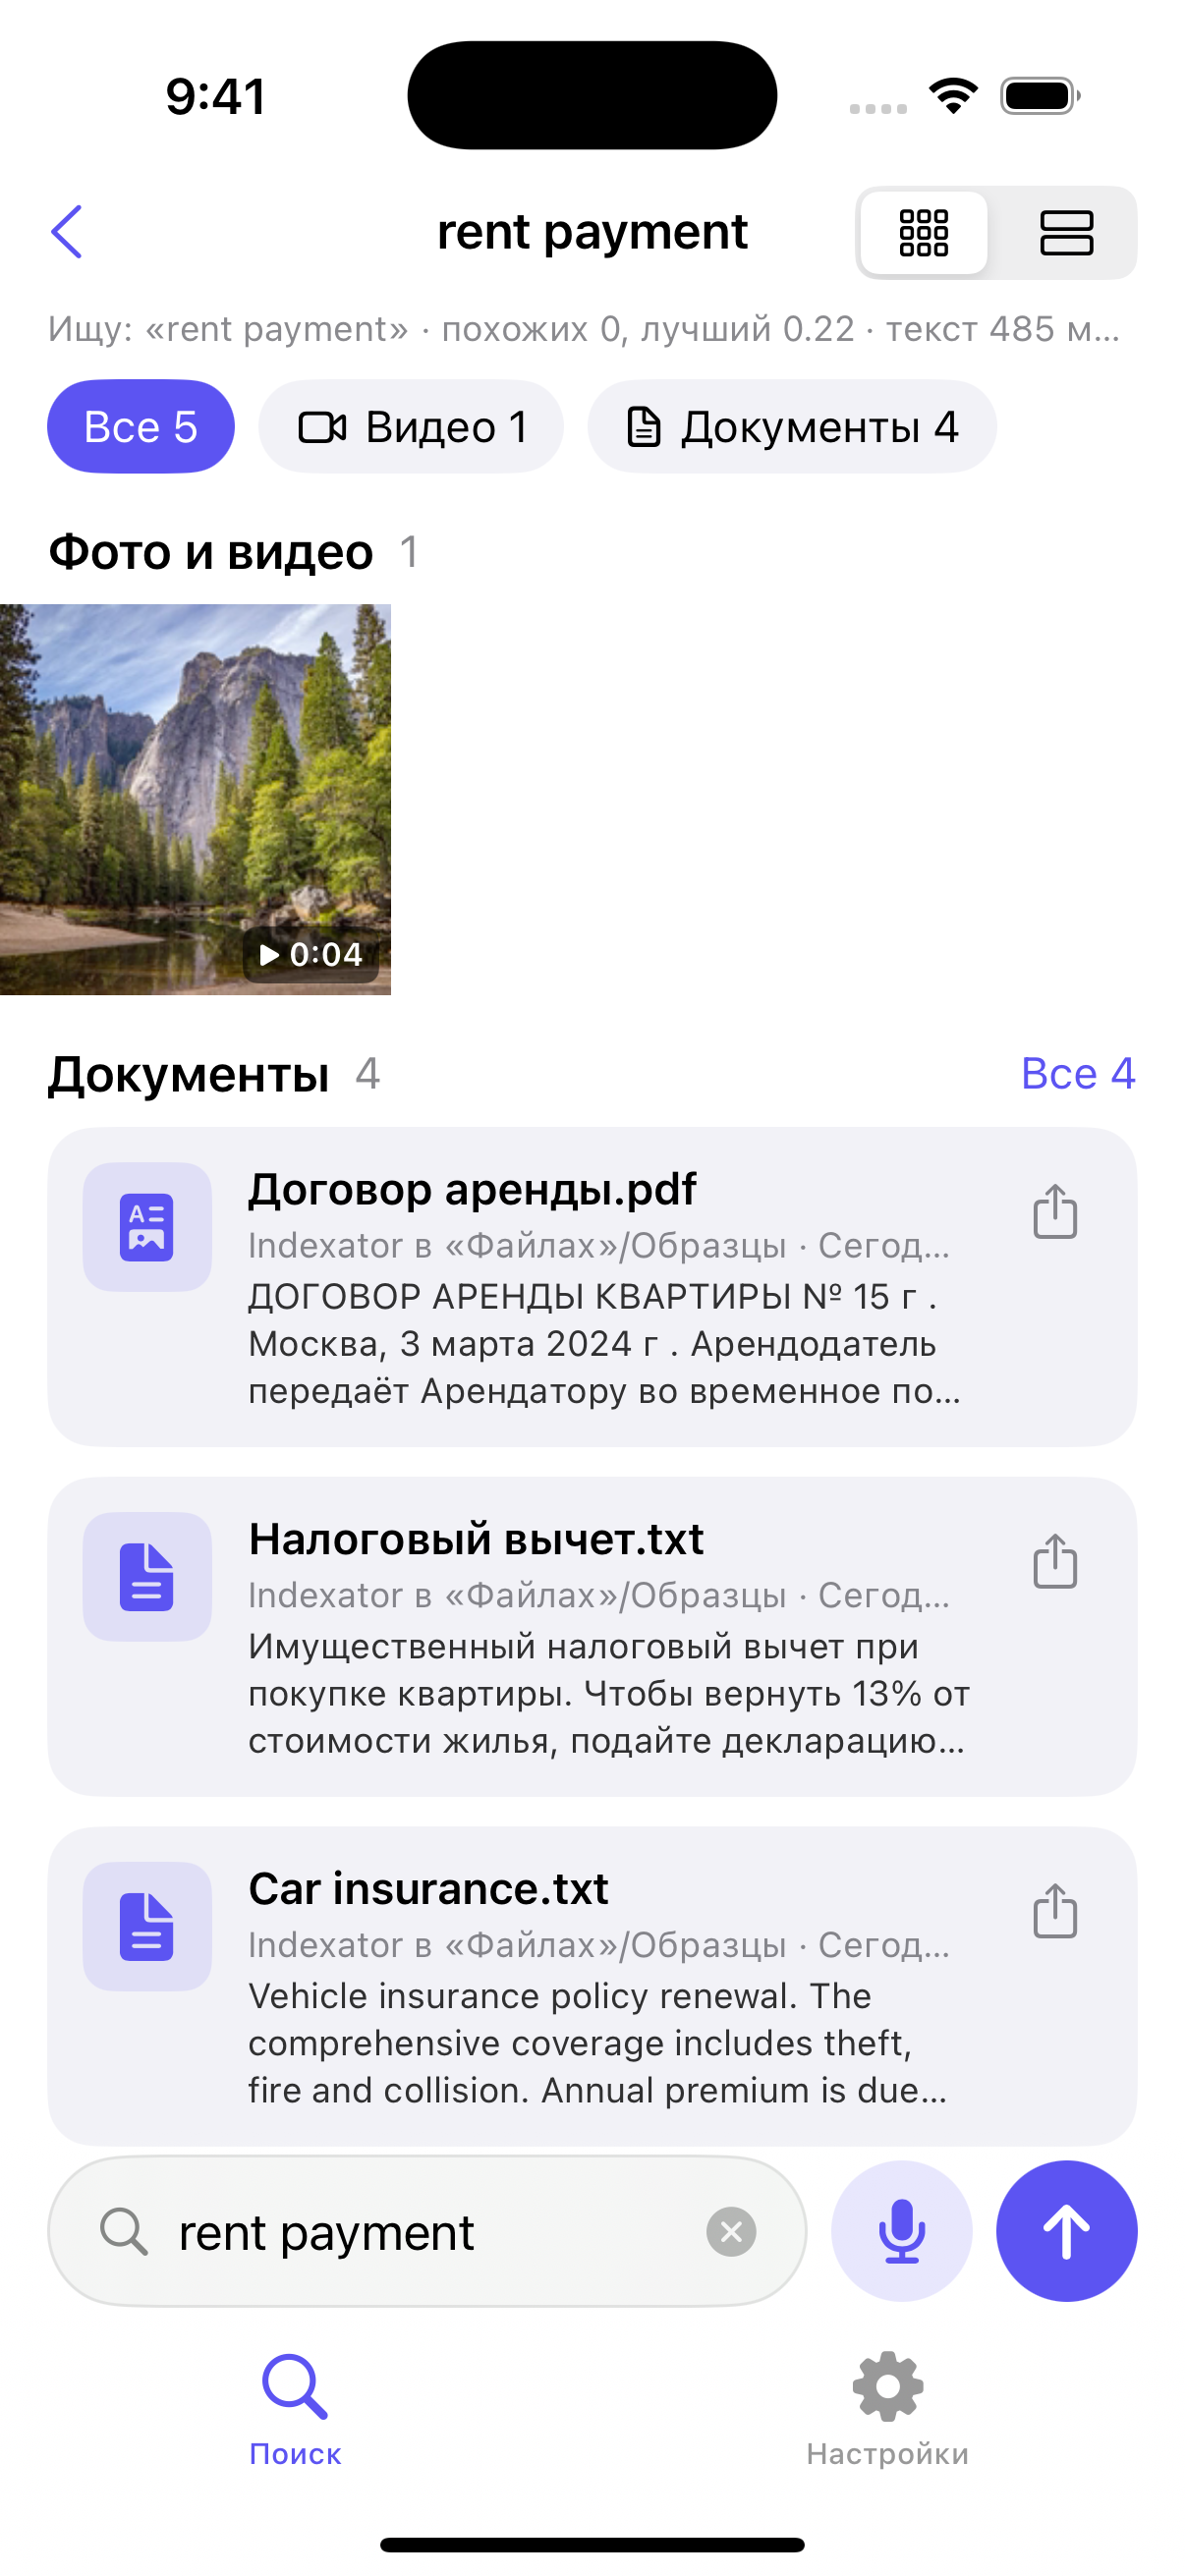 9:41
rent payment
Ищу: «rent payment» · похожих 0, лучший 0.22 · текст 485 м...
Все 5
Видео 1
Документы 4
Фото и видео 1
0:04
Документы 4
Все 4
Договор аренды.pdf
Indexator в «Файлах»/Образцы · Сегод...
ДОГОВОР АРЕНДЫ КВАРТИРЫ № 15 г .
Москва, 3 марта 2024 г . Арендодатель
передаёт Арендатору во временное по...
Налоговый вычет.txt
Indexator в «Файлах»/Образцы · Сегод...
Имущественный налоговый вычет при
покупке квартиры. Чтобы вернуть 13% от
стоимости жилья, подайте декларацию...
Car insurance.txt
Indexator в «Файлах»/Образцы · Сегод...
Vehicle insurance policy renewal. The
comprehensive coverage includes theft,
fire and collision. Annual premium is due...
rent payment
Поиск
Настройки